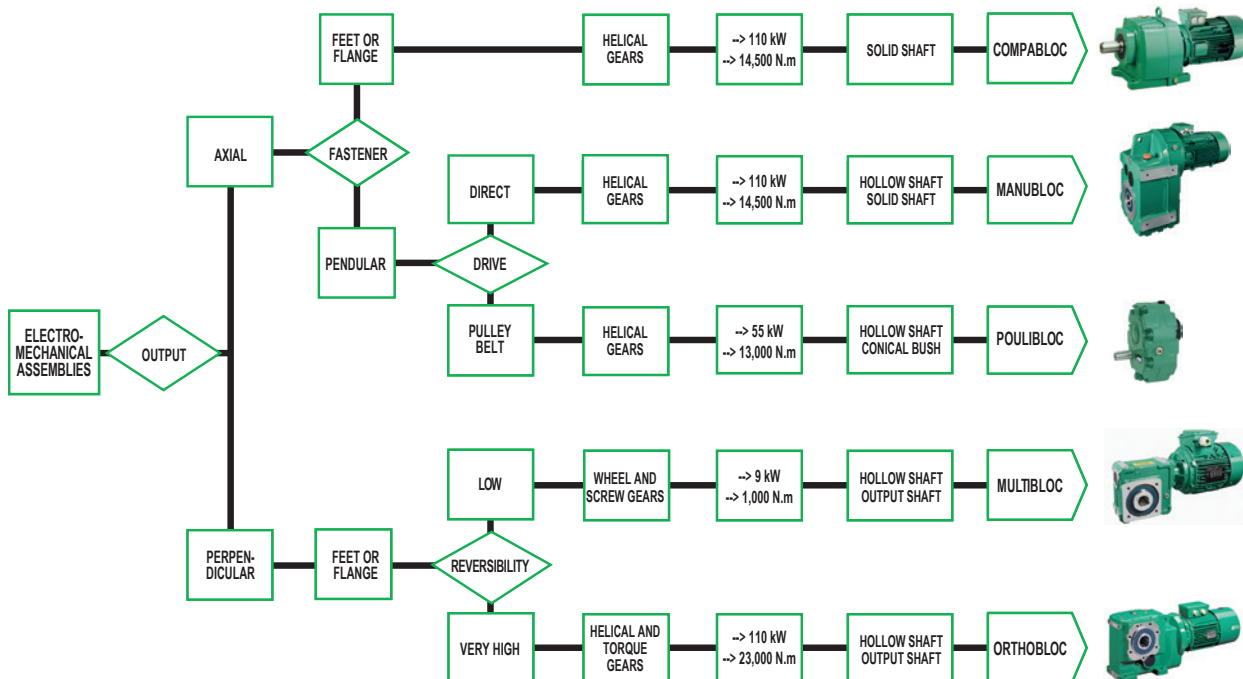 FEET OR
FLANGE
HELICAL
GEARS
--> 110 kW
--> 14,500 N.m
SOLID SHAFT
COMPABLOC
AXIAL
FASTENER
DIRECT
HELICAL
GEARS
--> 110 kW
--> 14,500 N.m
HOLLOW SHAFT
SOLID SHAFT
MANUBLOC
PENDULAR
DRIVE
PULLEY
BELT
HELICAL
GEARS
--> 55 kW
--> 13,000 N.m
HOLLOW SHAFT
CONICAL BUSH
POULIBLOC
ELECTRO-
MECHANICAL
ASSEMBLIES
OUTPUT
LOW
WHEEL AND
SCREW GEARS
--> 9 kW
--> 1,000 N.m
HOLLOW SHAFT
OUTPUT SHAFT
MULTIBLOC
PERPEN-
DICULAR
FEET OR
FLANGE
REVERSIBILITY
VERY HIGH
HELICAL AND
TORQUE
GEARS
--> 110 kW
--> 23,000 N.m
HOLLOW SHAFT
OUTPUT SHAFT
ORTHOBLOC